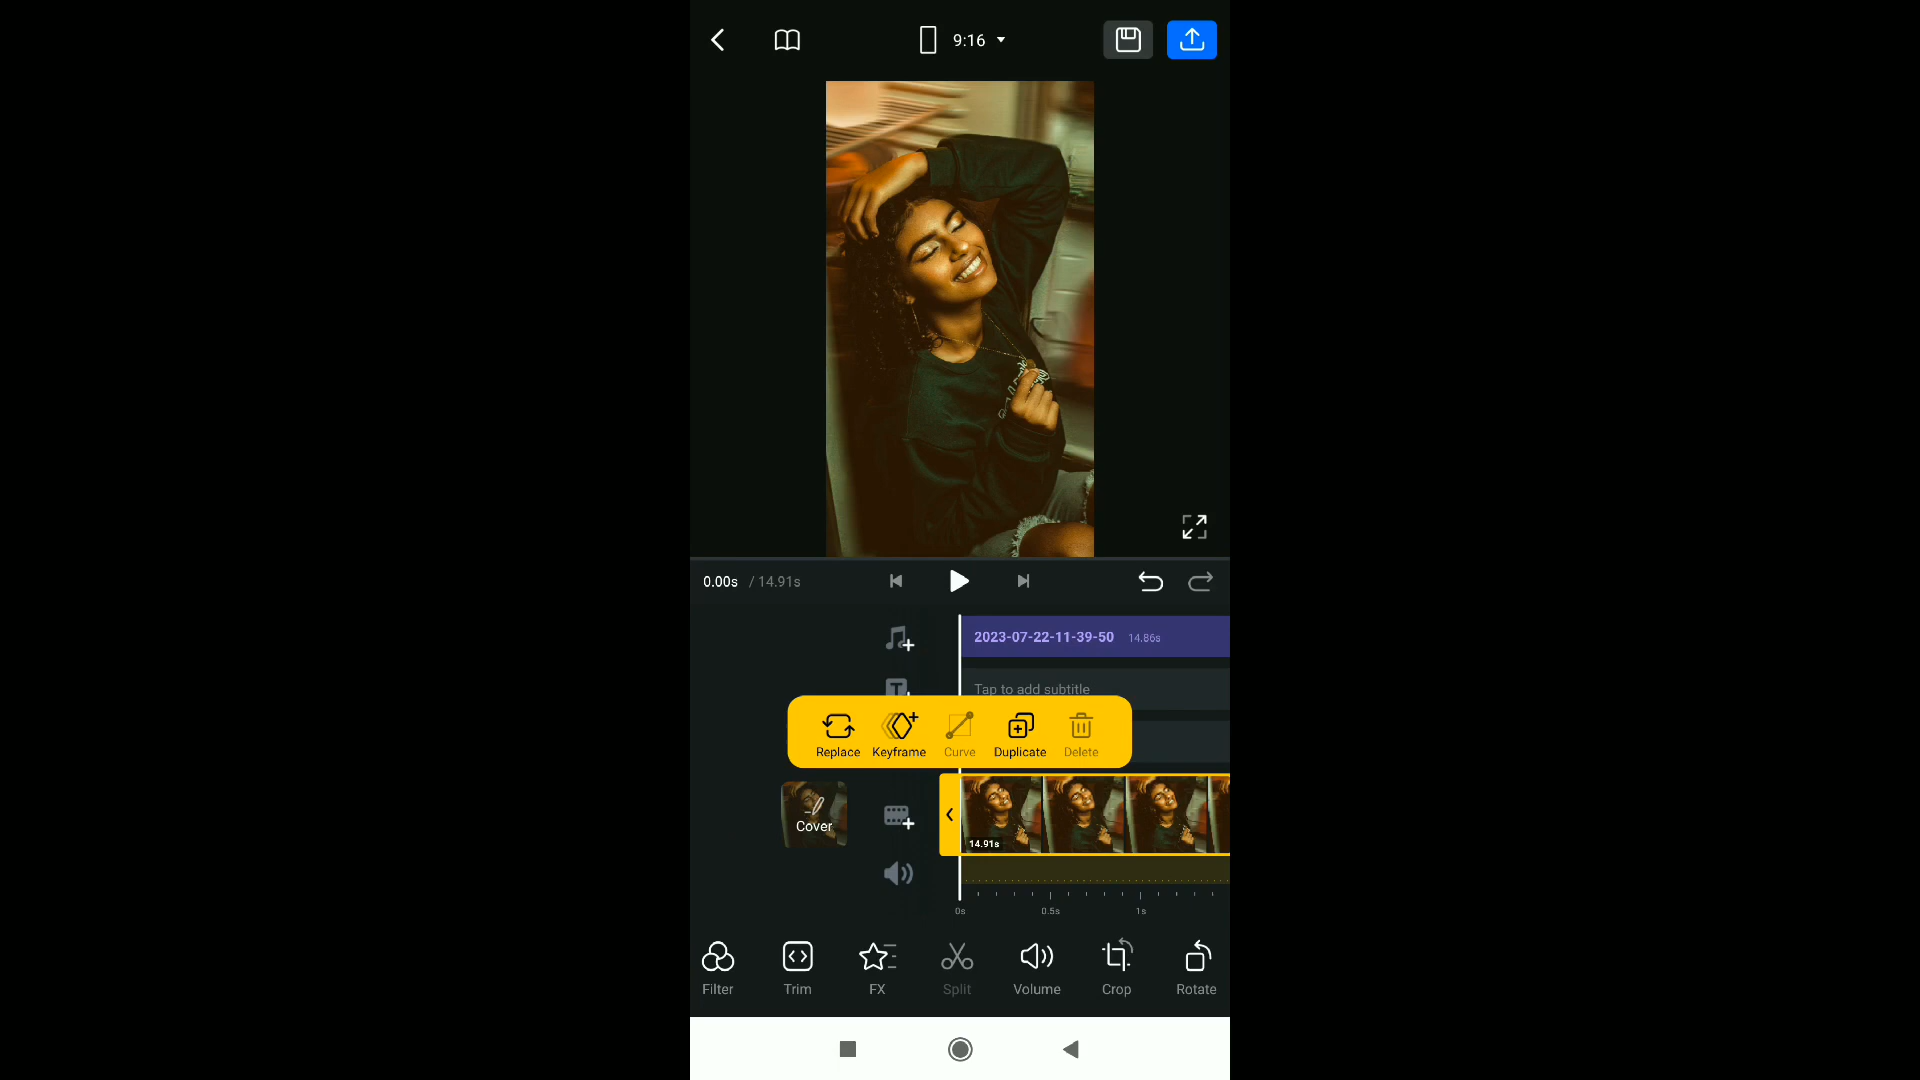 9:16
0.00s / 14.91s
2023-07-22-11-39-50 14.86s
Tap to add subtitle
Replace Keyframe Curve Duplicate Delete
Cover
14.91s
0s 0.5s 1s
Filter Trim FX Split Volume Crop Rotate